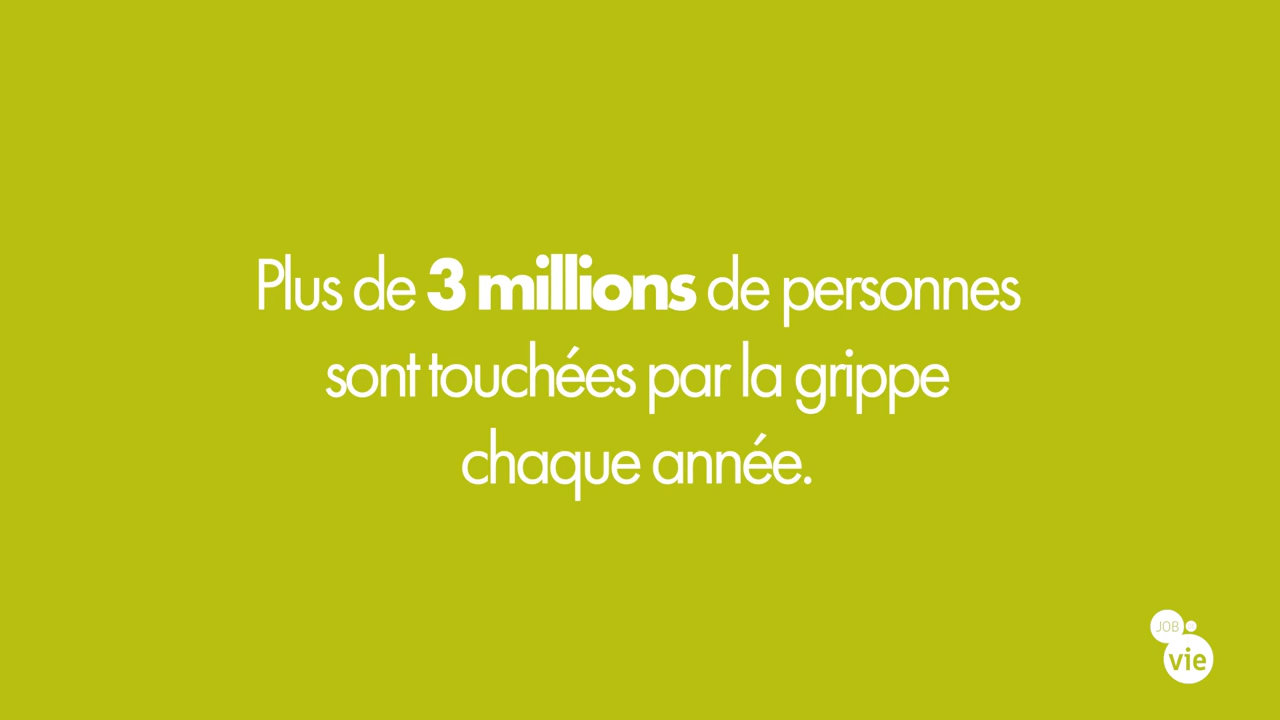 Plus de 3 millions de personnes
sont touchées par la grippe
chaque année.
JOB
vie